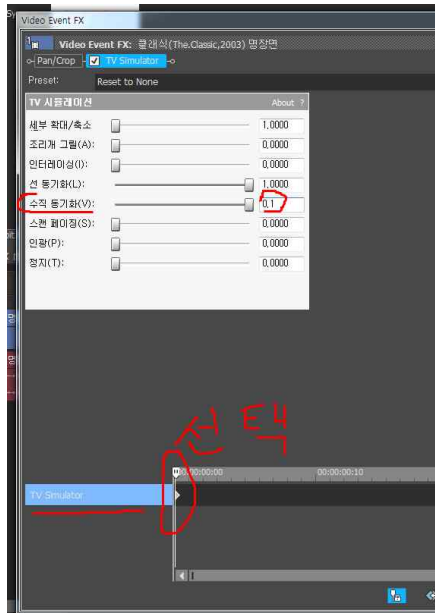 Video Event FX
Video Event FX: 클래식(The.Classic,2003) 명장면
Pan/Crop TV Simulator
Preset: Reset to None
TV 시뮬레이션 About ?
세부 확대/축소 1,0000
조리개 그릴(A): 0,0000
인터레이싱(I): 0,0000
선 동기화(L): 1,0000
수직 동기화(V): 0,1
스캔 페이징(S): 0,0000
인광(P): 0,0000
정지(T): 0,0000
선택
00:00:00:00 00:00:00:10
TV Simulator